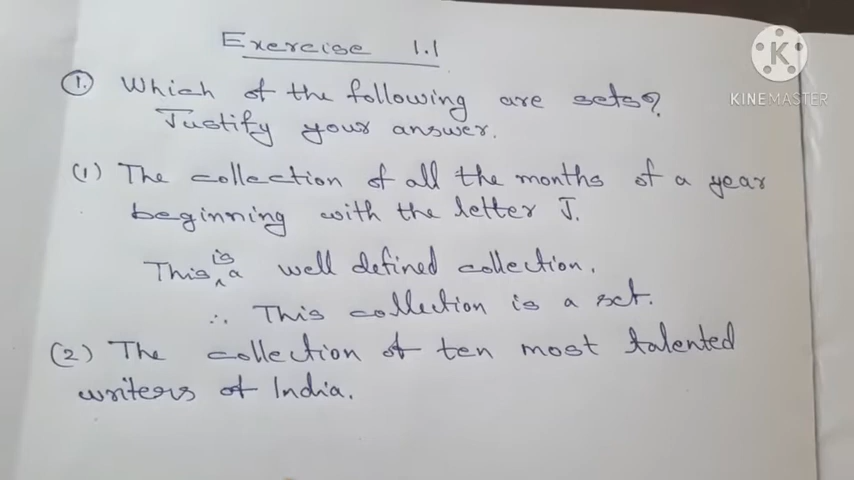 Exercise 1.1
1. Which of the following are sets?
Justify your answer.
(1) The collection of all the months of a year
beginning with the letter J.
This is a well defined collection.
∴ This collection is a set.
(2) The collection of ten most talented
writers of India.
KINEMASTER